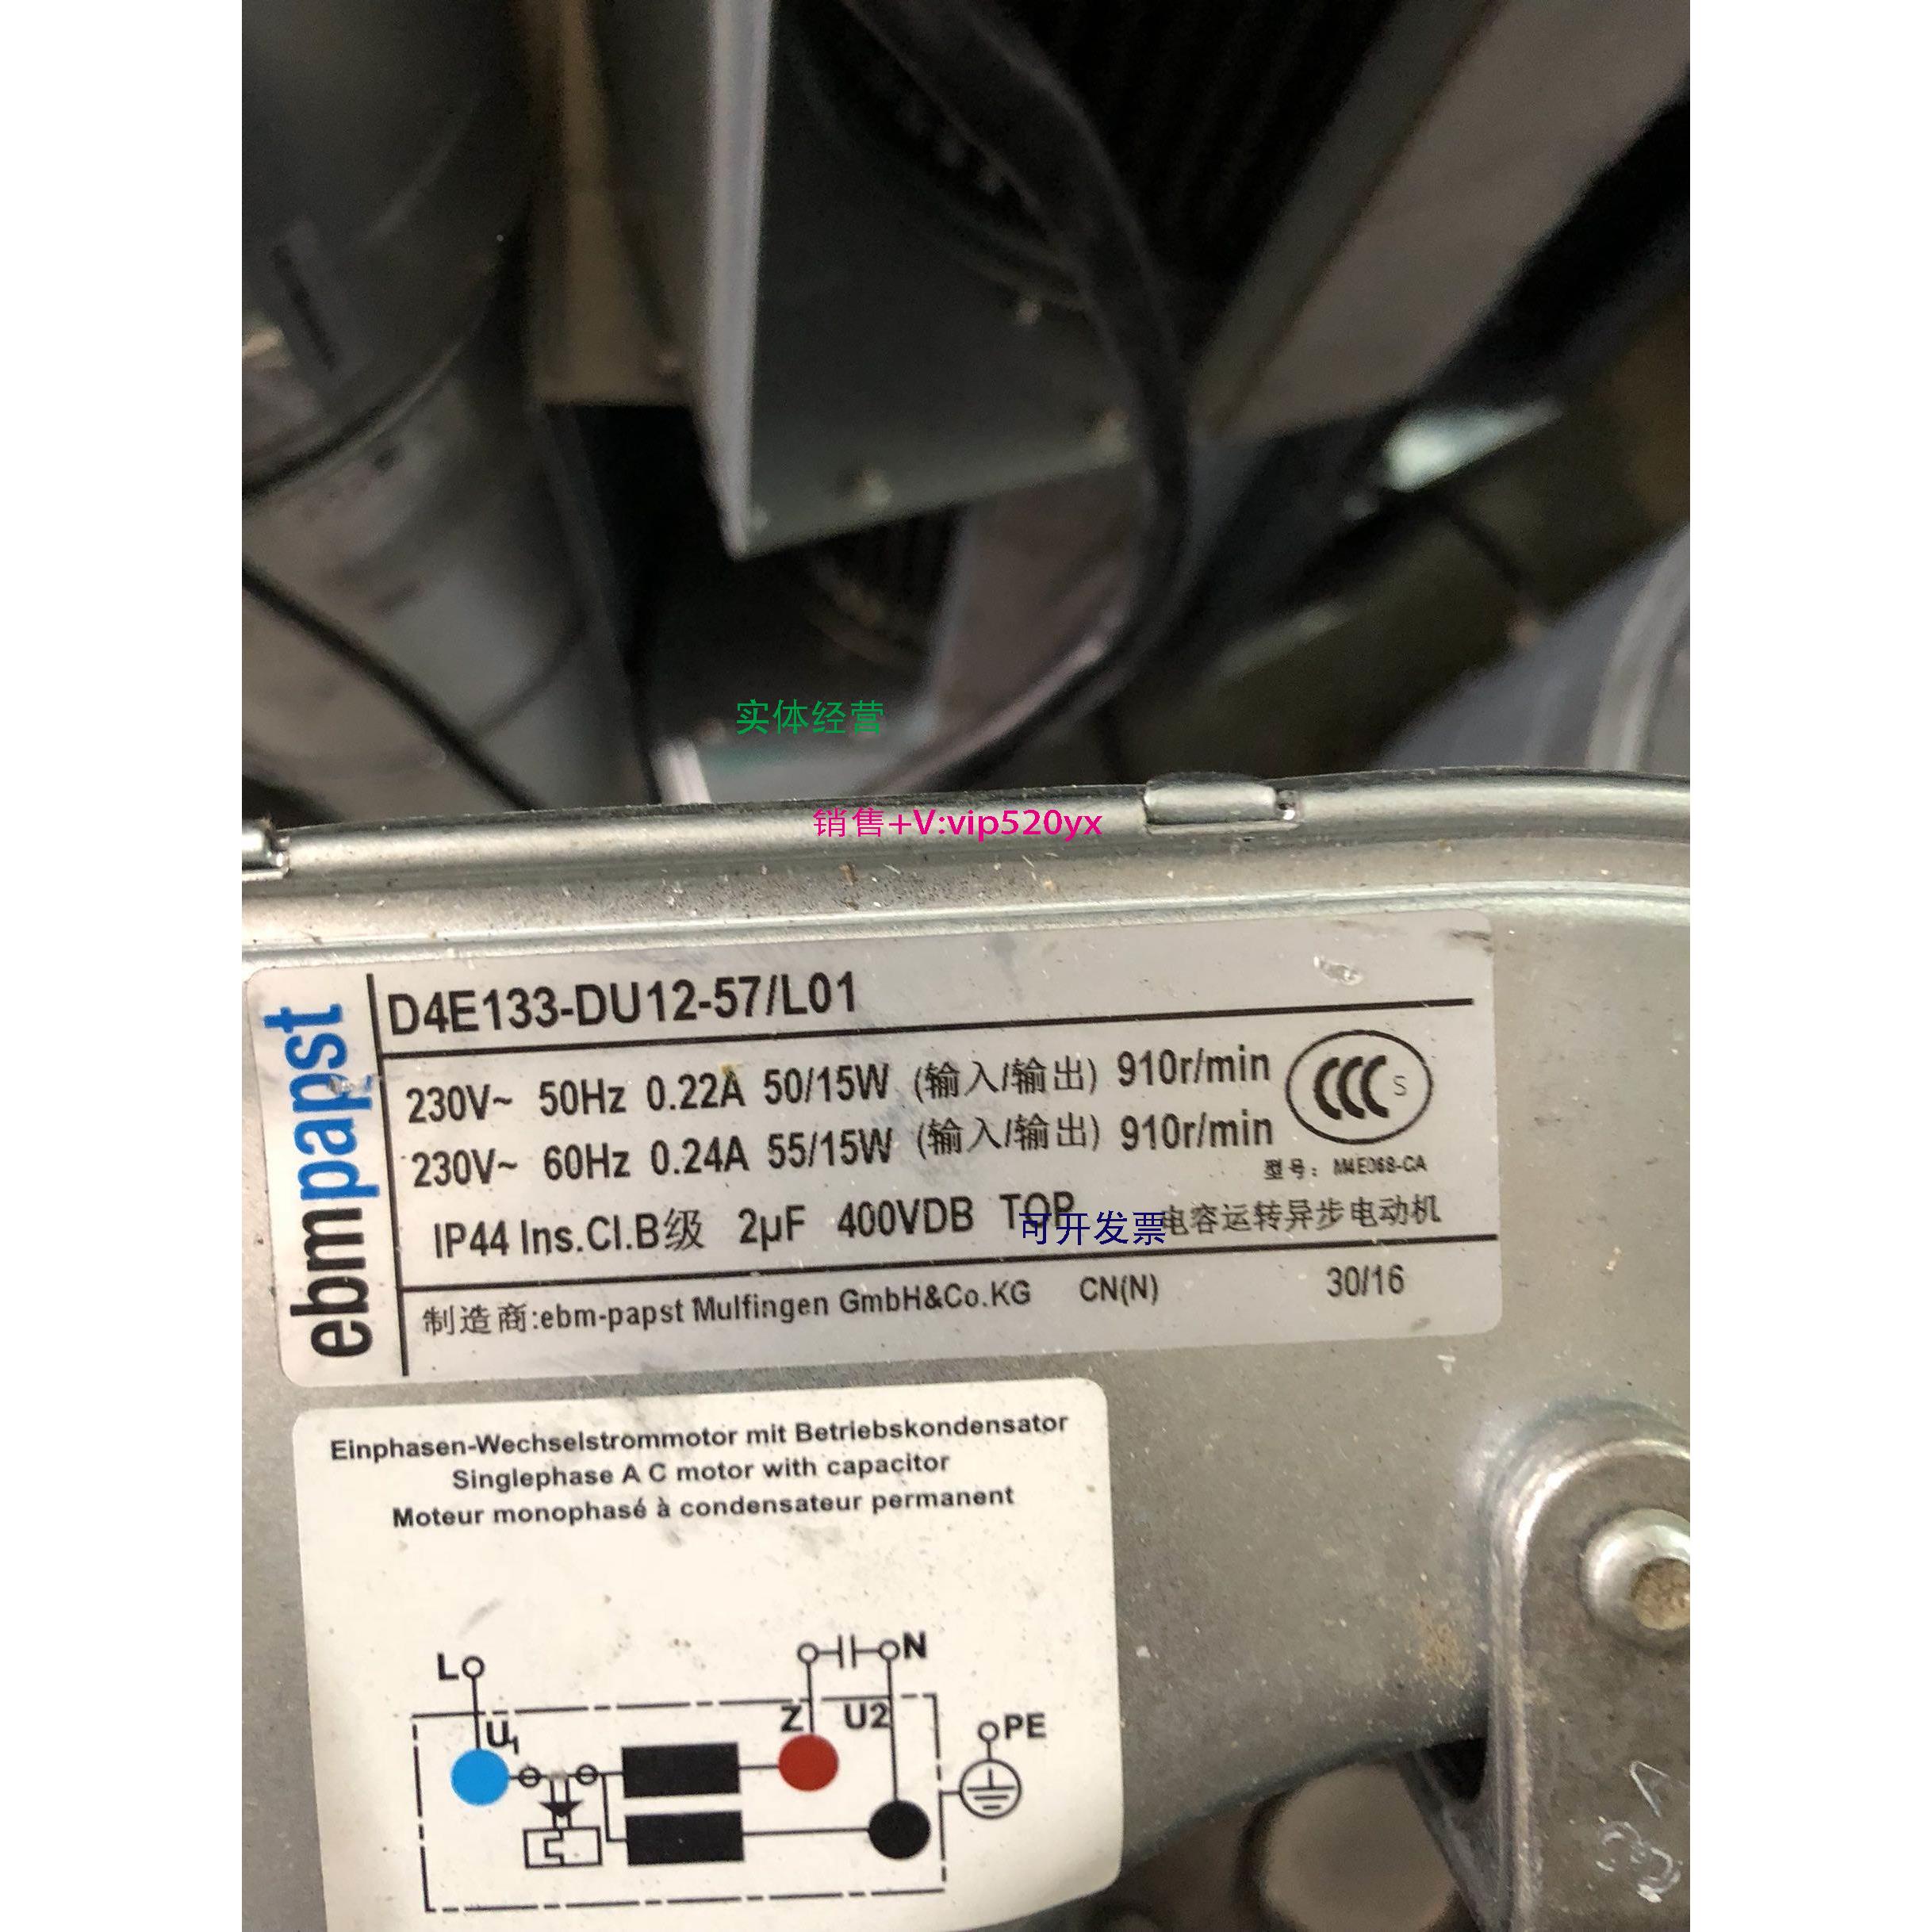 实体经营
销售+V:vip520yx
ebmpapst
D4E133-DU12-57/L01
230V~ 50Hz 0.22A 50/15W (输入/输出) 910r/min
230V~ 60Hz 0.24A 55/15W (输入/输出) 910r/min
CCC S
型号: M4E068-CA
IP44 Ins.Cl.B级 2µF 400VDB TOP 电容运转异步电动机
可开发票
制造商:ebm-papst Mulfingen GmbH&Co.KG CN(N) 30/16
Einphasen-Wechselstrommotor mit Betriebskondensator
Singlephase A C motor with capacitor
Moteur monophasé à condensateur permanent
L N
U1 Z U2
PE